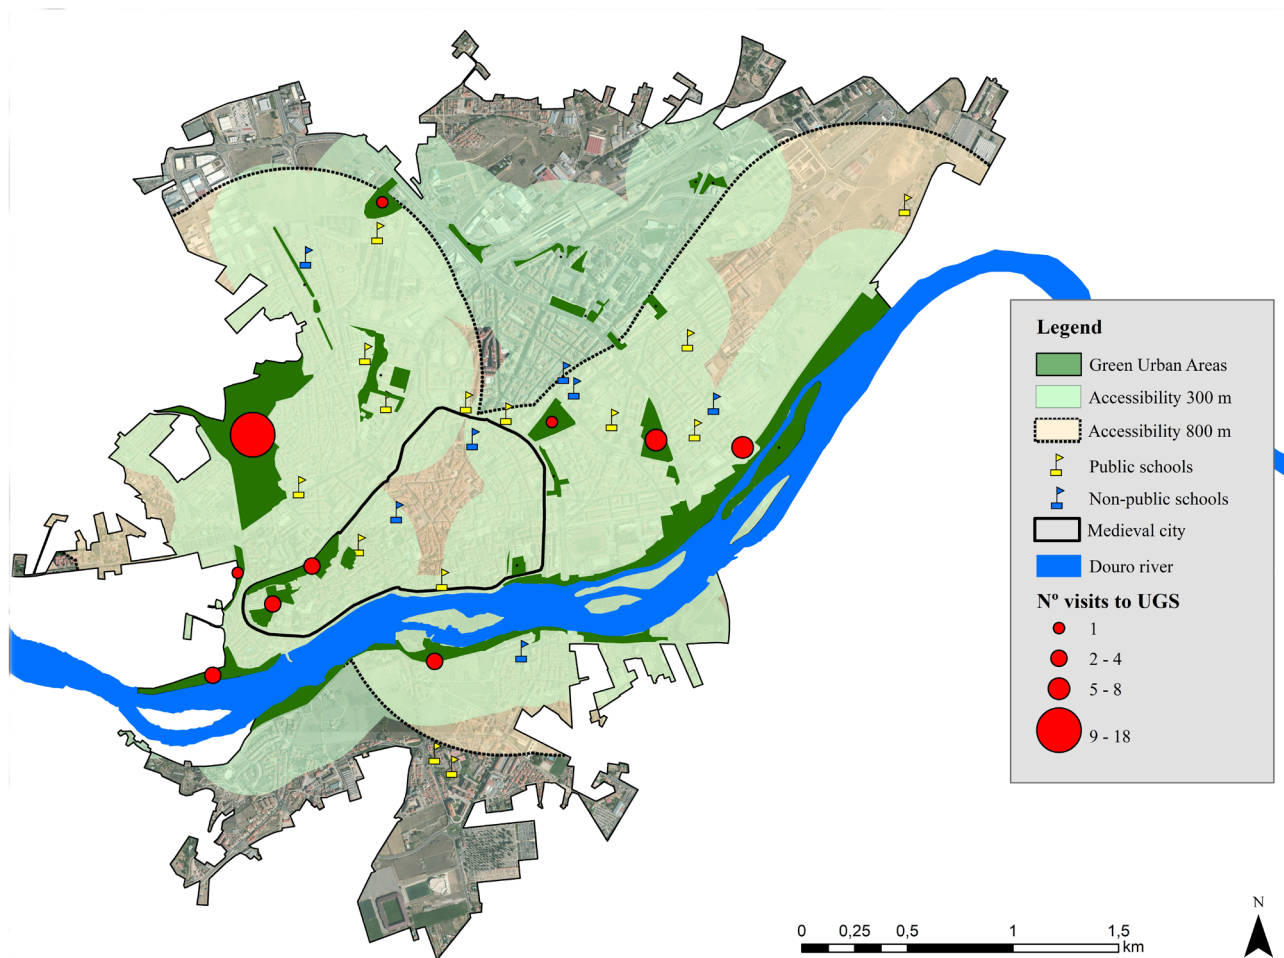 Legend
Green Urban Areas
Accessibility 300 m
Accessibility 800 m
Public schools
Non-public schools
Medieval city
Douro river
Nº visits to UGS
1
2 - 4
5 - 8
9 - 18
N
0 0,25 0,5 1 1,5
km